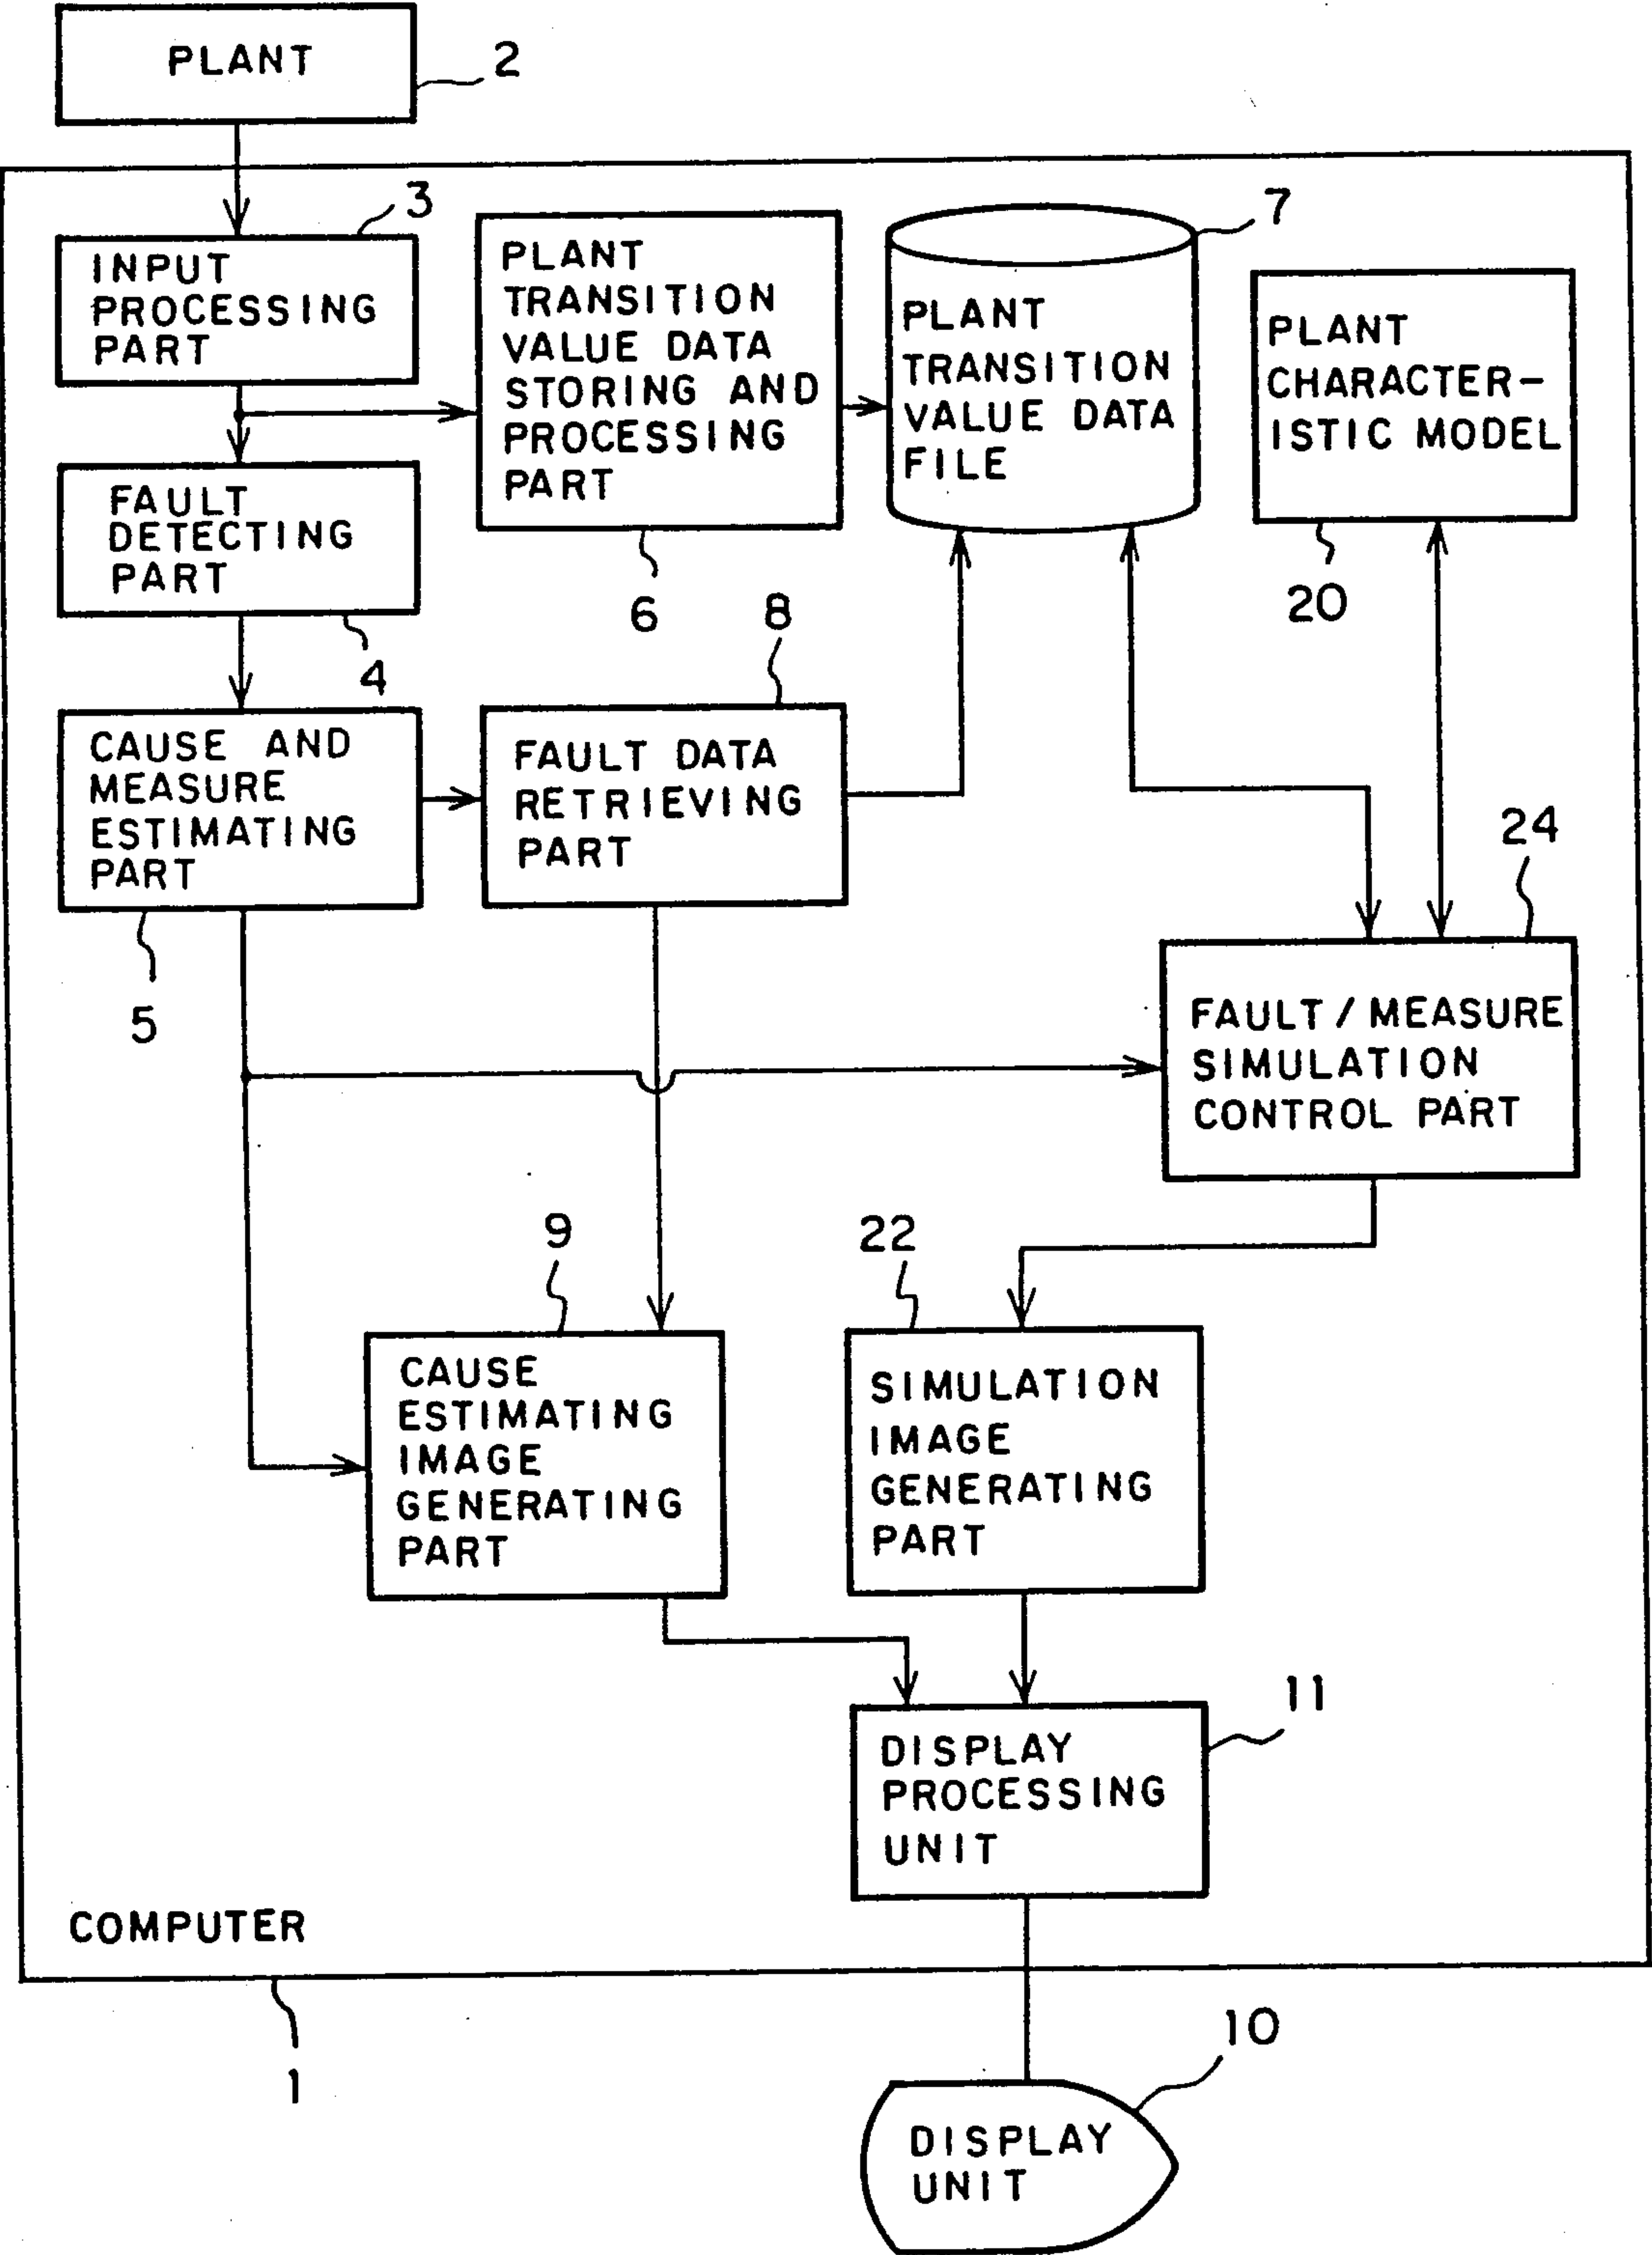 PLANT
2
3
INPUT
PROCESSING
PART
PLANT
TRANSITION
VALUE DATA
STORING AND
PROCESSING
PART
6
7
PLANT
TRANSITION
VALUE DATA
FILE
PLANT
CHARACTER-
ISTIC MODEL
20
FAULT
DETECTING
PART
4
8
CAUSE AND
MEASURE
ESTIMATING
PART
5
FAULT DATA
RETRIEVING
PART
24
FAULT/MEASURE
SIMULATION
CONTROL PART
9
CAUSE
ESTIMATING
IMAGE
GENERATING
PART
22
SIMULATION
IMAGE
GENERATING
PART
11
DISPLAY
PROCESSING
UNIT
COMPUTER
1
10
DISPLAY
UNIT